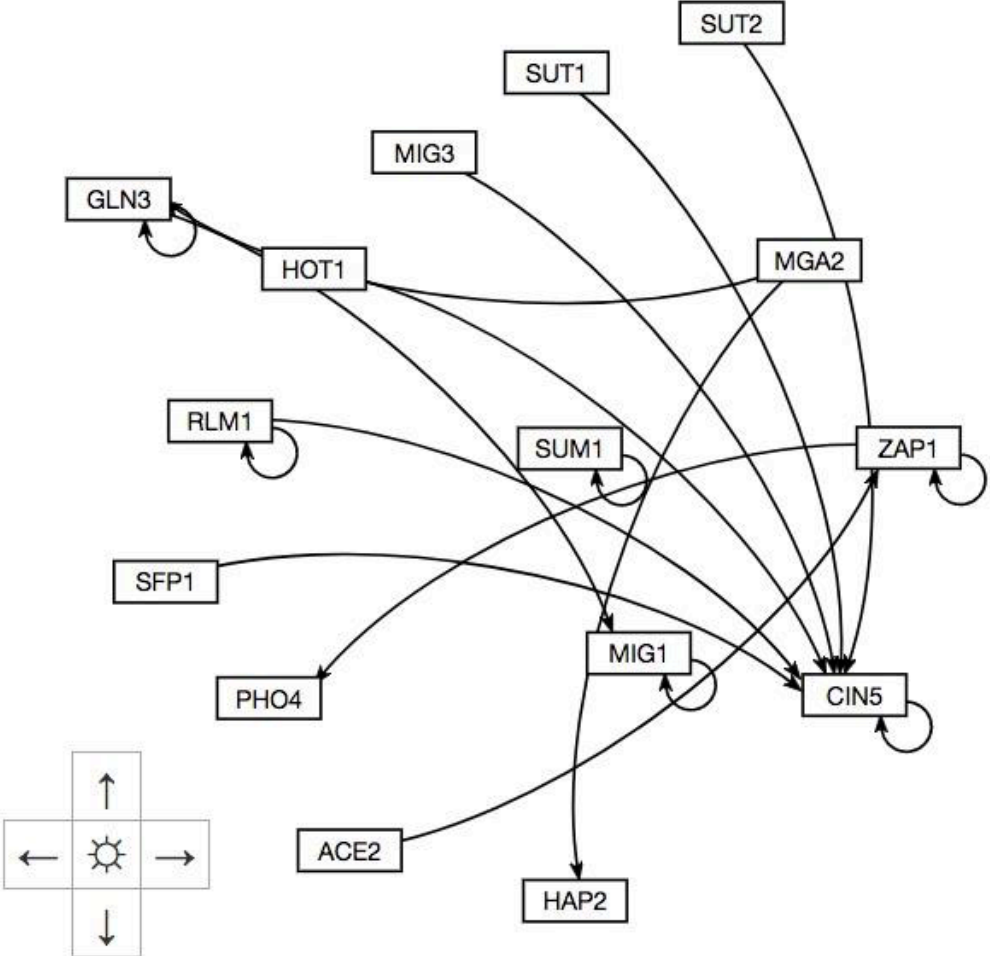 SUT2
SUT1
MIG3
GLN3
HOT1
MGA2
RLM1
SUM1
ZAP1
SFP1
MIG1
PHO4
CIN5
ACE2
HAP2